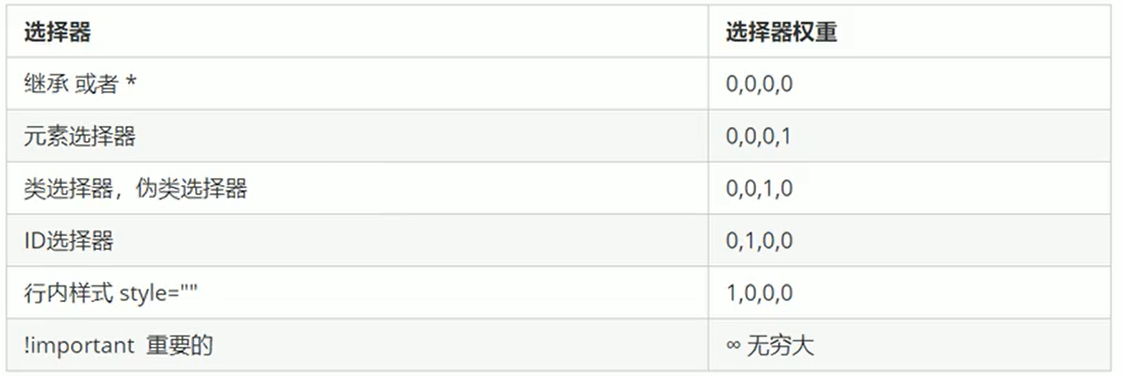 选择器 选择器权重
继承 或者 * 0,0,0,0
元素选择器 0,0,0,1
类选择器，伪类选择器 0,0,1,0
ID选择器 0,1,0,0
行内样式 style="" 1,0,0,0
!important 重要的 ∞ 无穷大